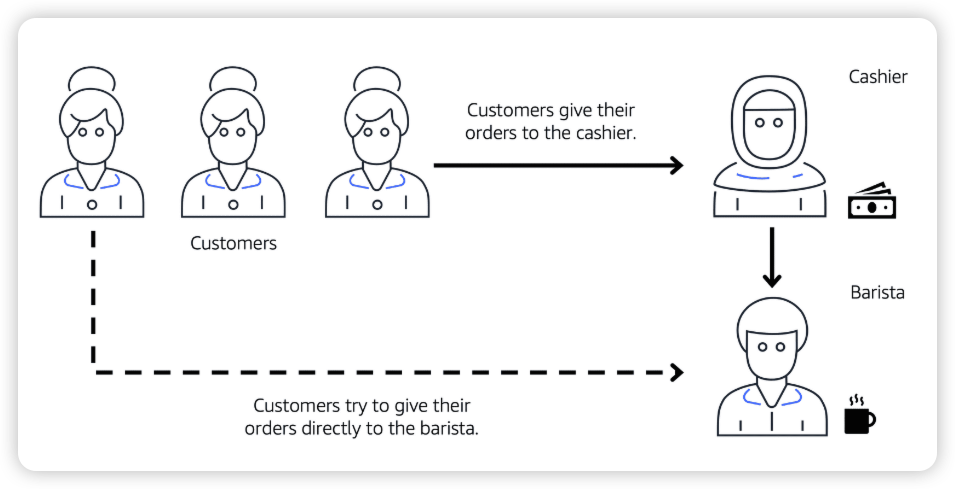 Cashier
Customers give their
orders to the cashier.
Customers
Barista
Customers try to give their
orders directly to the barista.